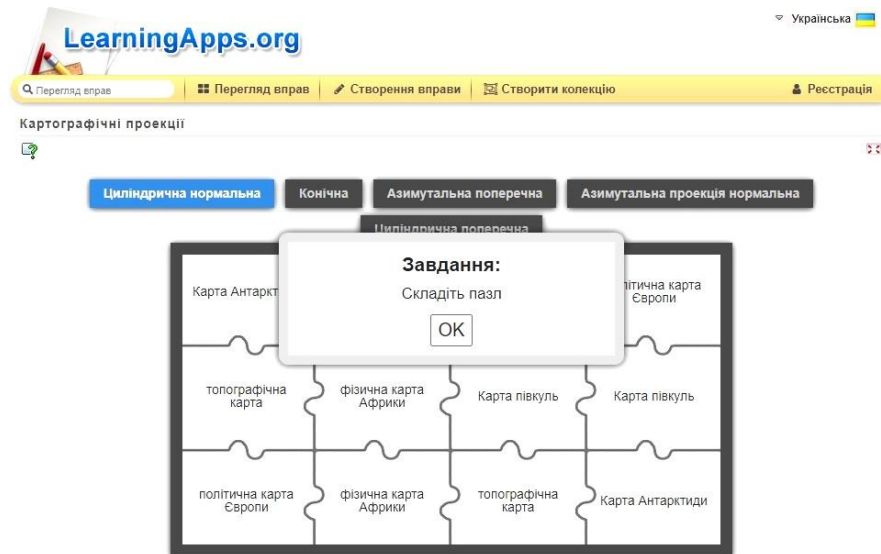 LearningApps.org
Українська
Перегляд вправ
Перегляд вправ
Створення вправи
Створити колекцію
Реєстрація
Картографічні проекції
Циліндрична нормальна
Конічна
Азимутальна поперечна
Азимутальна проекція нормальна
Циліндрична поперечна
Завдання:
Складіть пазл
OK
Карта Антаркт
ітична карта
Європи
топографічна
карта
фізична карта
Африки
Карта півкуль
Карта півкуль
політична карта
Європи
фізична карта
Африки
топографічна
карта
Карта Антарктиди